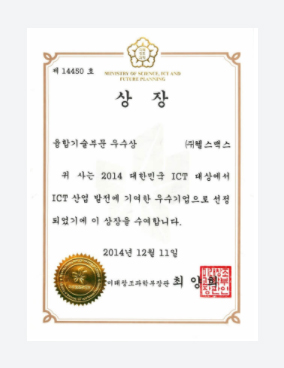 제 14450 호
MINISTRY OF SCIENCE, ICT AND
FUTURE PLANNING
상 장
융합기술부문 우수상 ㈜헬스맥스
위 사는 2014 대한민국 ICT 대상에서
ICT 산업 발전에 기여한 우수기업으로 선정
되었기에 이 상장을 수여합니다.
2014년 12월 11일
미래창조과학부장관 최 양 희